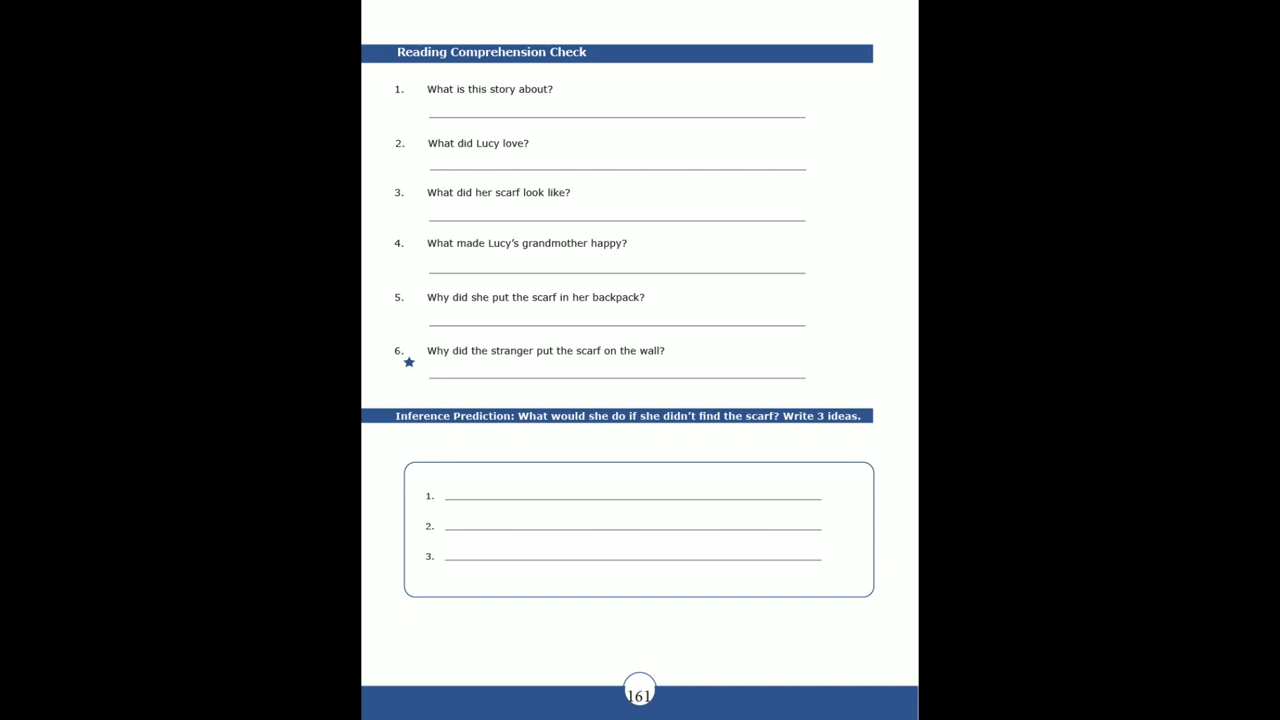 Reading Comprehension Check
1. What is this story about?
2. What did Lucy love?
3. What did her scarf look like?
4. What made Lucy's grandmother happy?
5. Why did she put the scarf in her backpack?
6. Why did the stranger put the scarf on the wall?
Inference Prediction: What would she do if she didn't find the scarf? Write 3 ideas.
1.
2.
3.
161